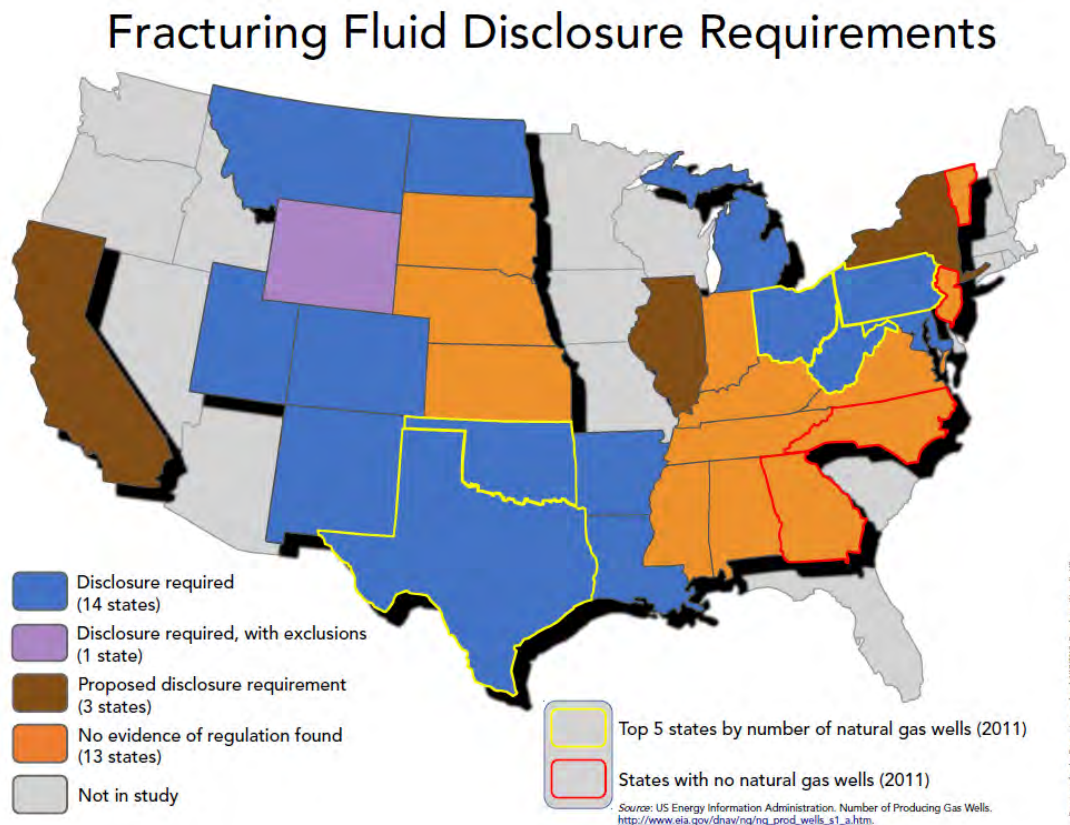 Fracturing Fluid Disclosure Requirements
Disclosure required
(14 states)
Disclosure required, with exclusions
(1 state)
Proposed disclosure requirement
(3 states)
No evidence of regulation found
(13 states)
Not in study
Top 5 states by number of natural gas wells (2011)
States with no natural gas wells (2011)
Source: US Energy Information Administration. Number of Producing Gas Wells.
http://www.eia.gov/dnav/ng/ng_prod_wells_s1_a.htm.